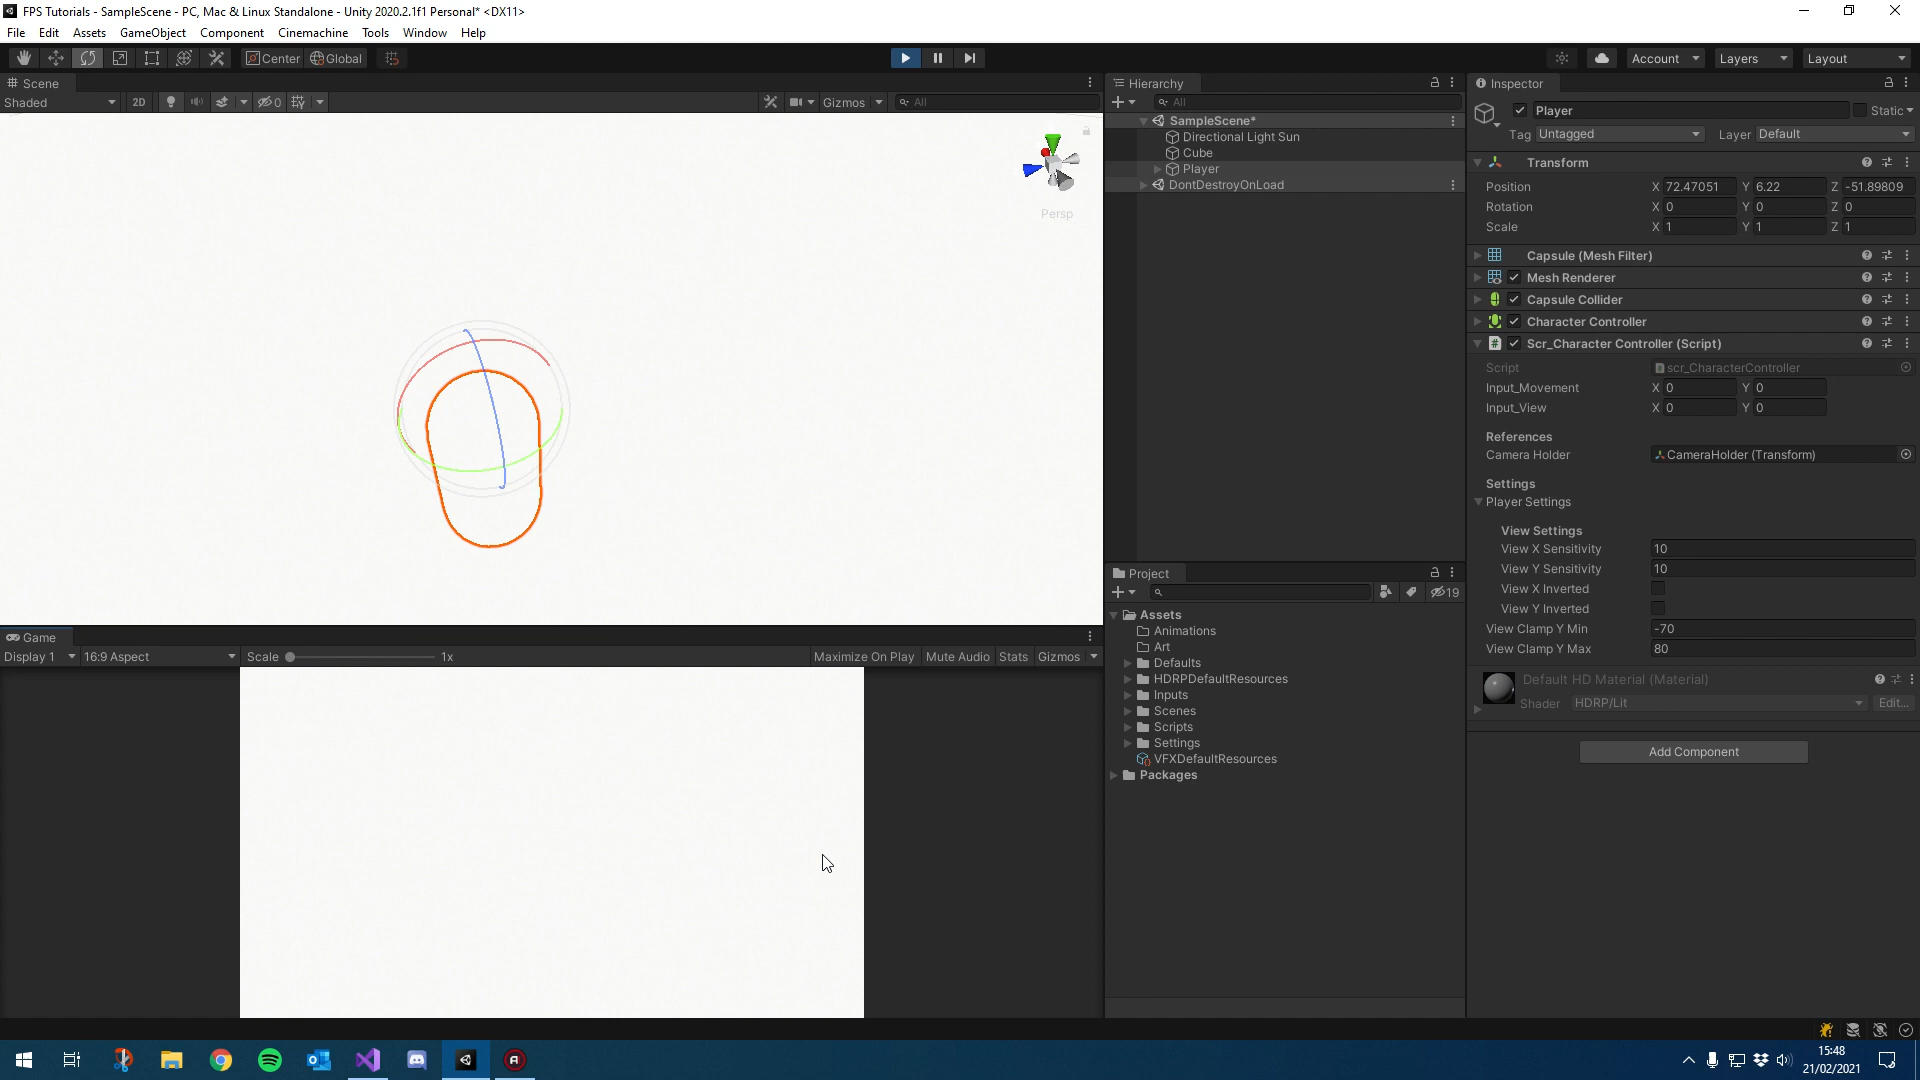 FPS Tutorials - SampleScene - PC, Mac & Linux Standalone - Unity 2020.2.1f1 Personal* <DX11>
File Edit Assets GameObject Component Cinemachine Tools Window Help
Center Global Account Layers Layout
Scene
Shaded 2D 0 Gizmos All
Persp
Hierarchy
All
SampleScene*
Directional Light Sun
Cube
Player
DontDestroyOnLoad
Game
Display 1 16:9 Aspect Scale 1x Maximize On Play Mute Audio Stats Gizmos
Project
19
Assets
Animations
Art
Defaults
HDRPDefaultResources
Inputs
Scenes
Scripts
Settings
VFXDefaultResources
Packages
Inspector
Player Static
Tag Untagged Layer Default
Transform
Position X 72.47051 Y 6.22 Z -51.89809
Rotation X 0 Y 0 Z 0
Scale X 1 Y 1 Z 1
Capsule (Mesh Filter)
Mesh Renderer
Capsule Collider
Character Controller
Scr_Character Controller (Script)
Script scr_CharacterController
Input_Movement X 0 Y 0
Input_View X 0 Y 0
References
Camera Holder CameraHolder (Transform)
Settings
Player Settings
View Settings
View X Sensitivity 10
View Y Sensitivity 10
View X Inverted
View Y Inverted
View Clamp Y Min -70
View Clamp Y Max 80
Default HD Material (Material)
Shader HDRP/Lit Edit...
Add Component
15:48
21/02/2021